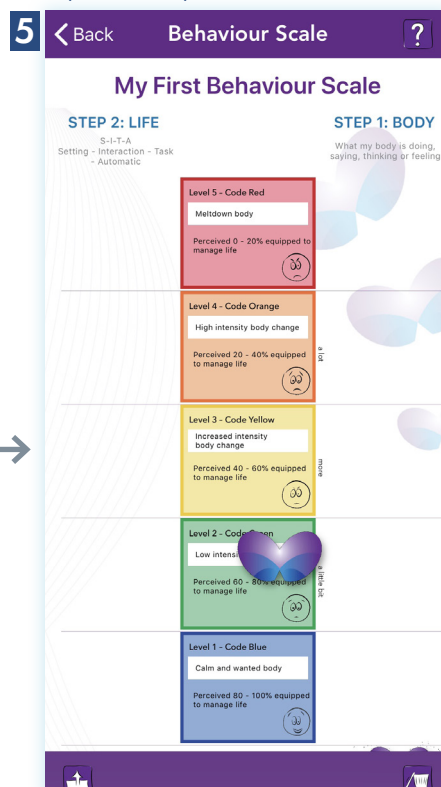 5
Back
Behaviour Scale
?
My First Behaviour Scale
STEP 2: LIFE
S-I-T-A
Setting - Interaction - Task
- Automatic
STEP 1: BODY
What my body is doing,
saying, thinking or feeling
Level 5 - Code Red
Meltdown body
Perceived 0 - 20% equipped to
manage life
Level 4 - Code Orange
High intensity body change
Perceived 20 - 40% equipped
to manage life
a lot
Level 3 - Code Yellow
Increased intensity
body change
Perceived 40 - 60% equipped
to manage life
more
Level 2 - Code
Low
Perceived 60 - 80% equipped
to manage life
a little bit
Level 1 - Code Blue
Calm and wanted body
Perceived 80 - 100% equipped
to manage life